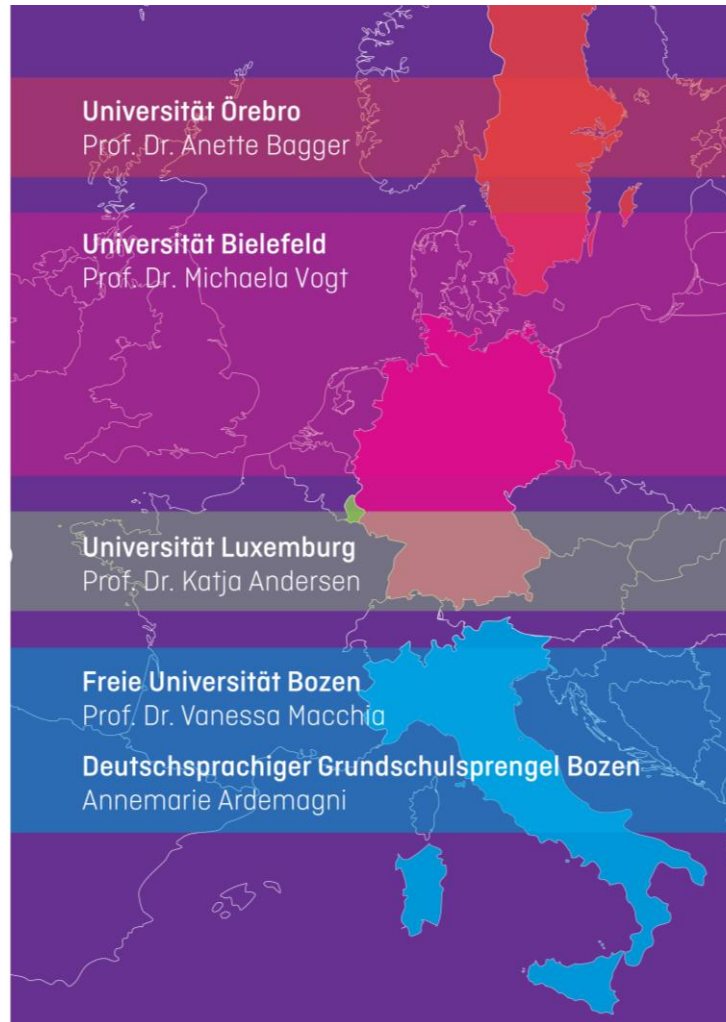 Universität Örebro
Prof. Dr. Anette Bagger
Universität Bielefeld
Prof. Dr. Michaela Vogt
Universität Luxemburg
Prof. Dr. Katja Andersen
Freie Universität Bozen
Prof. Dr. Vanessa Macchia
Deutschsprachiger Grundschulsprengel Bozen
Annemarie Ardemagni